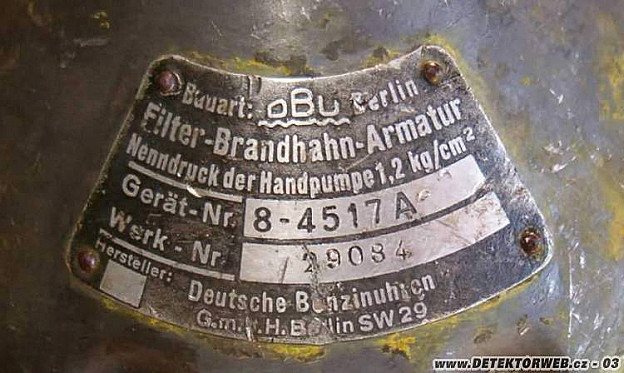 Bauart: DBU Berlin
Filter-Brandhahn-Armatur
Nenndruck der Handpumpe 1,2 kg/cm²
Gerät-Nr. 8-4517A
Werk-Nr. 29084
Hersteller: Deutsche Benzinuhren
G.m.b.H. Berlin SW 29
www.DETEKTORWEB.cz - 03